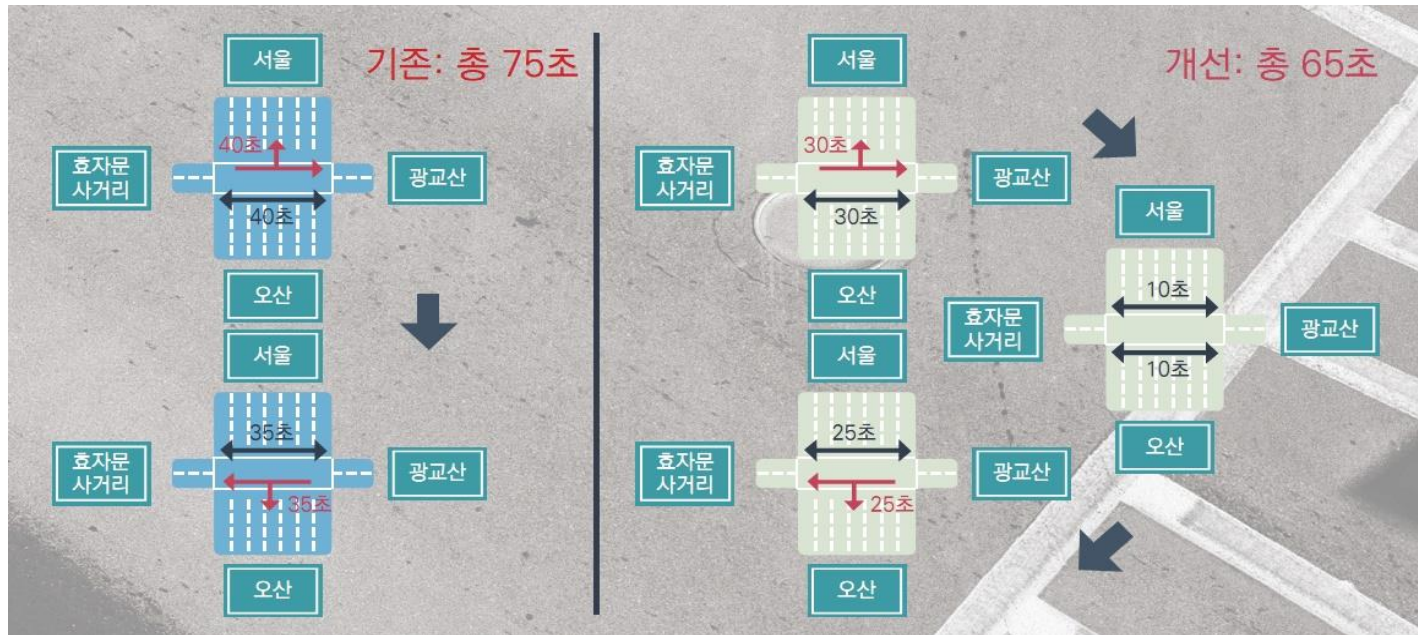 기존: 총 75초
서울
40초
효자문
사거리
광교산
40초
오산
서울
35초
효자문
사거리
광교산
35초
오산
개선: 총 65초
서울
30초
효자문
사거리
광교산
30초
오산
서울
10초
효자문
사거리
광교산
10초
오산
서울
25초
효자문
사거리
광교산
25초
오산